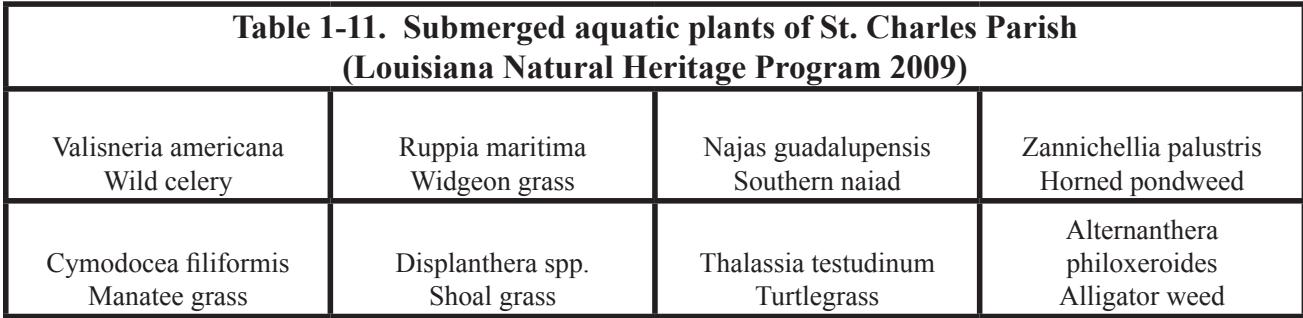 Table 1-11. Submerged aquatic plants of St. Charles Parish
(Louisiana Natural Heritage Program 2009)
Valisneria americana
Wild celery
Ruppia maritima
Widgeon grass
Najas guadalupensis
Southern naiad
Zannichellia palustris
Horned pondweed
Cymodocea filiformis
Manatee grass
Displanthera spp.
Shoal grass
Thalassia testudinum
Turtlegrass
Alternanthera
philoxeroides
Alligator weed